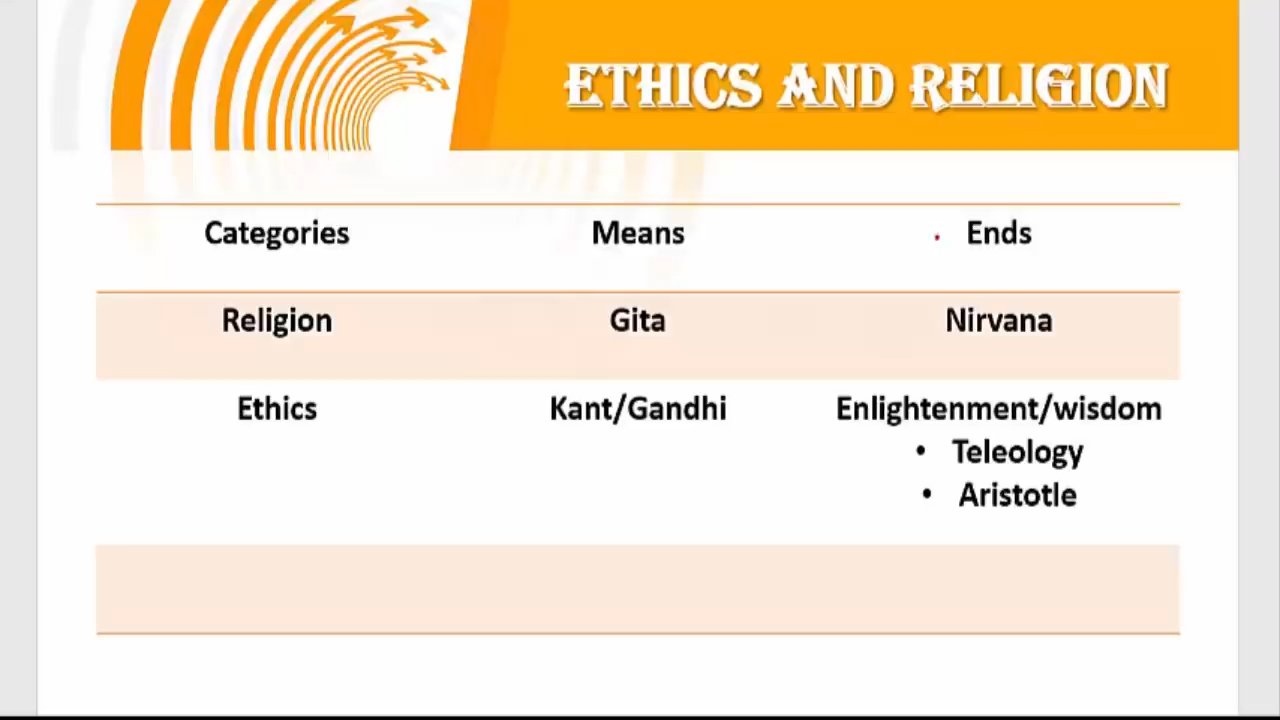 ETHICS AND RELIGION
Categories Means Ends
Religion Gita Nirvana
Ethics Kant/Gandhi Enlightenment/wisdom
• Teleology
• Aristotle